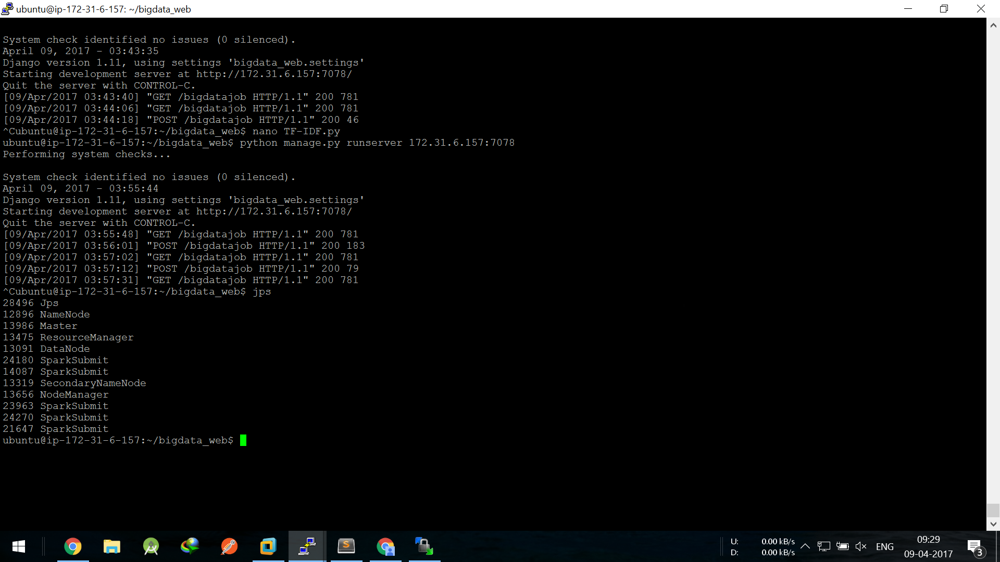 ubuntu@ip-172-31-6-157: ~/bigdata_web
System check identified no issues (0 silenced).
April 09, 2017 - 03:43:35
Django version 1.11, using settings 'bigdata_web.settings'
Starting development server at http://172.31.6.157:7078/
Quit the server with CONTROL-C.
[09/Apr/2017 03:43:40] "GET /bigdatajob HTTP/1.1" 200 781
[09/Apr/2017 03:44:06] "GET /bigdatajob HTTP/1.1" 200 781
[09/Apr/2017 03:44:18] "POST /bigdatajob HTTP/1.1" 200 46
^Cubuntu@ip-172-31-6-157:~/bigdata_web$ nano TF-IDF.py
ubuntu@ip-172-31-6-157:~/bigdata_web$ python manage.py runserver 172.31.6.157:7078
Performing system checks...
System check identified no issues (0 silenced).
April 09, 2017 - 03:55:44
Django version 1.11, using settings 'bigdata_web.settings'
Starting development server at http://172.31.6.157:7078/
Quit the server with CONTROL-C.
[09/Apr/2017 03:55:48] "GET /bigdatajob HTTP/1.1" 200 781
[09/Apr/2017 03:56:01] "POST /bigdatajob HTTP/1.1" 200 183
[09/Apr/2017 03:57:02] "GET /bigdatajob HTTP/1.1" 200 781
[09/Apr/2017 03:57:12] "POST /bigdatajob HTTP/1.1" 200 79
[09/Apr/2017 03:57:31] "GET /bigdatajob HTTP/1.1" 200 781
^Cubuntu@ip-172-31-6-157:~/bigdata_web$ jps
28496 Jps
12896 NameNode
13986 Master
13475 ResourceManager
13091 DataNode
24180 SparkSubmit
14087 SparkSubmit
13319 SecondaryNameNode
13656 NodeManager
23963 SparkSubmit
24270 SparkSubmit
21647 SparkSubmit
ubuntu@ip-172-31-6-157:~/bigdata_web$
U: 0.00 kB/s
D: 0.00 kB/s
ENG
09:29
09-04-2017
3
S